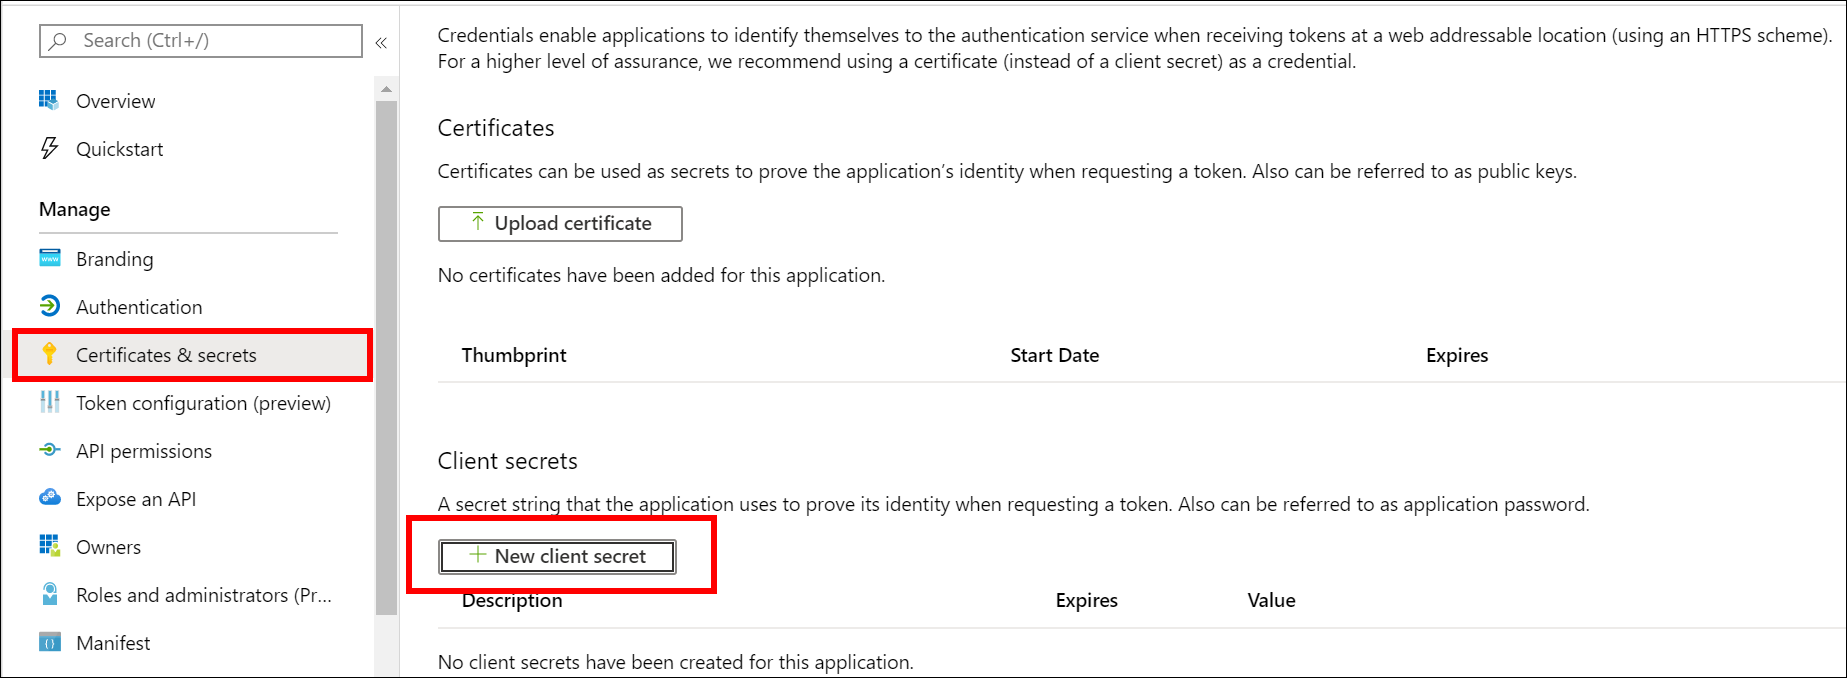 Search (Ctrl+/)
«
Overview
Quickstart
Manage
Branding
Authentication
Certificates & secrets
Token configuration (preview)
API permissions
Expose an API
Owners
Roles and administrators (Pr...
Manifest
Credentials enable applications to identify themselves to the authentication service when receiving tokens at a web addressable location (using an HTTPS scheme).
For a higher level of assurance, we recommend using a certificate (instead of a client secret) as a credential.
Certificates
Certificates can be used as secrets to prove the application's identity when requesting a token. Also can be referred to as public keys.
Upload certificate
No certificates have been added for this application.
Thumbprint Start Date Expires
Client secrets
A secret string that the application uses to prove its identity when requesting a token. Also can be referred to as application password.
New client secret
Description Expires Value
No client secrets have been created for this application.